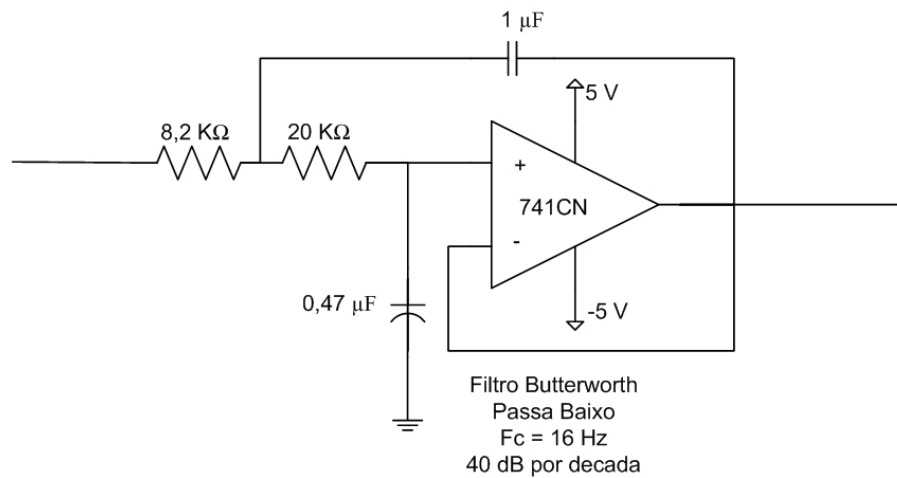 1 µF
5 V
8,2 KΩ
20 KΩ
+
741CN
-
0,47 µF
-5 V
Filtro Butterworth
Passa Baixo
Fc = 16 Hz
40 dB por decada